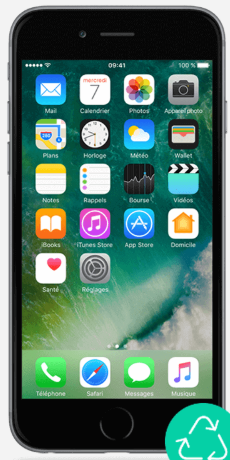 09:41 100 %
mercredi
7
Mail Calendrier Photos Appareil photo
280
Plans Horloge Météo Wallet
Notes Rappels Bourse Vidéos
iBooks iTunes Store App Store Domicile
Santé Réglages
Téléphone Safari Messages Musique